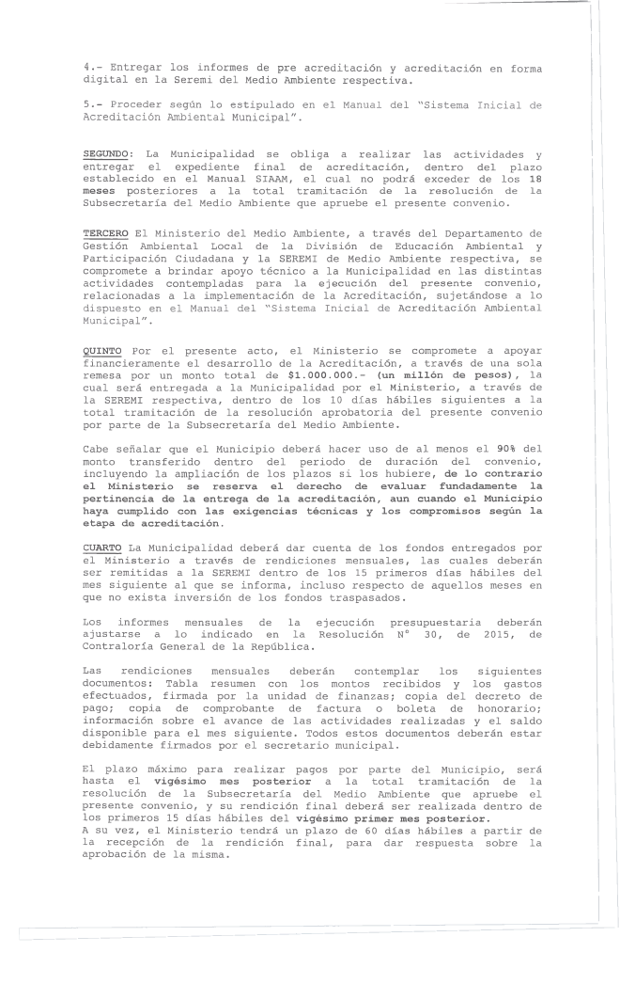 4.- Entregar los informes de pre acreditación y acreditación en forma
digital en la Seremi del Medio Ambiente respectiva.
5.- Proceder según lo estipulado en el Manual del "Sistema Inicial de
Acreditación Ambiental Municipal".
SEGUNDO: La Municipalidad se obliga a realizar las actividades y
entregar el expediente final de acreditación, dentro del plazo
establecido en el Manual SIAAM, el cual no podrá exceder de los 18
meses posteriores a la total tramitación de la resolución de la
Subsecretaría del Medio Ambiente que apruebe el presente convenio.
TERCERO El Ministerio del Medio Ambiente, a través del Departamento de
Gestión Ambiental Local de la División de Educación Ambiental y
Participación Ciudadana y la SEREMI de Medio Ambiente respectiva, se
compromete a brindar apoyo técnico a la Municipalidad en las distintas
actividades contempladas para la ejecución del presente convenio,
relacionadas a la implementación de la Acreditación, sujetándose a lo
dispuesto en el Manual del "Sistema Inicial de Acreditación Ambiental
Municipal".
QUINTO Por el presente acto, el Ministerio se compromete a apoyar
financieramente el desarrollo de la Acreditación, a través de una sola
remesa por un monto total de $1.000.000.- (un millón de pesos), la
cual será entregada a la Municipalidad por el Ministerio, a través de
la SEREMI respectiva, dentro de los 10 días hábiles siguientes a la
total tramitación de la resolución aprobatoria del presente convenio
por parte de la Subsecretaría del Medio Ambiente.
Cabe señalar que el Municipio deberá hacer uso de al menos el 90% del
monto transferido dentro del periodo de duración del convenio,
incluyendo la ampliación de los plazos si los hubiere, de lo contrario
el Ministerio se reserva el derecho de evaluar fundadamente la
pertinencia de la entrega de la acreditación, aun cuando el Municipio
haya cumplido con las exigencias técnicas y los compromisos según la
etapa de acreditación.
CUARTO La Municipalidad deberá dar cuenta de los fondos entregados por
el Ministerio a través de rendiciones mensuales, las cuales deberán
ser remitidas a la SEREMI dentro de los 15 primeros días hábiles del
mes siguiente al que se informa, incluso respecto de aquellos meses en
que no exista inversión de los fondos traspasados.
Los informes mensuales de la ejecución presupuestaria deberán
ajustarse a lo indicado en la Resolución N° 30, de 2015, de
Contraloría General de la República.
Las rendiciones mensuales deberán contemplar los siguientes
documentos: Tabla resumen con los montos recibidos y los gastos
efectuados, firmada por la unidad de finanzas; copia del decreto de
pago; copia de comprobante de factura o boleta de honorario;
información sobre el avance de las actividades realizadas y el saldo
disponible para el mes siguiente. Todos estos documentos deberán estar
debidamente firmados por el secretario municipal.
El plazo máximo para realizar pagos por parte del Municipio, será
hasta el vigésimo mes posterior a la total tramitación de la
resolución de la Subsecretaría del Medio Ambiente que apruebe el
presente convenio, y su rendición final deberá ser realizada dentro de
los primeros 15 días hábiles del vigésimo primer mes posterior.
A su vez, el Ministerio tendrá un plazo de 60 días hábiles a partir de
la recepción de la rendición final, para dar respuesta sobre la
aprobación de la misma.